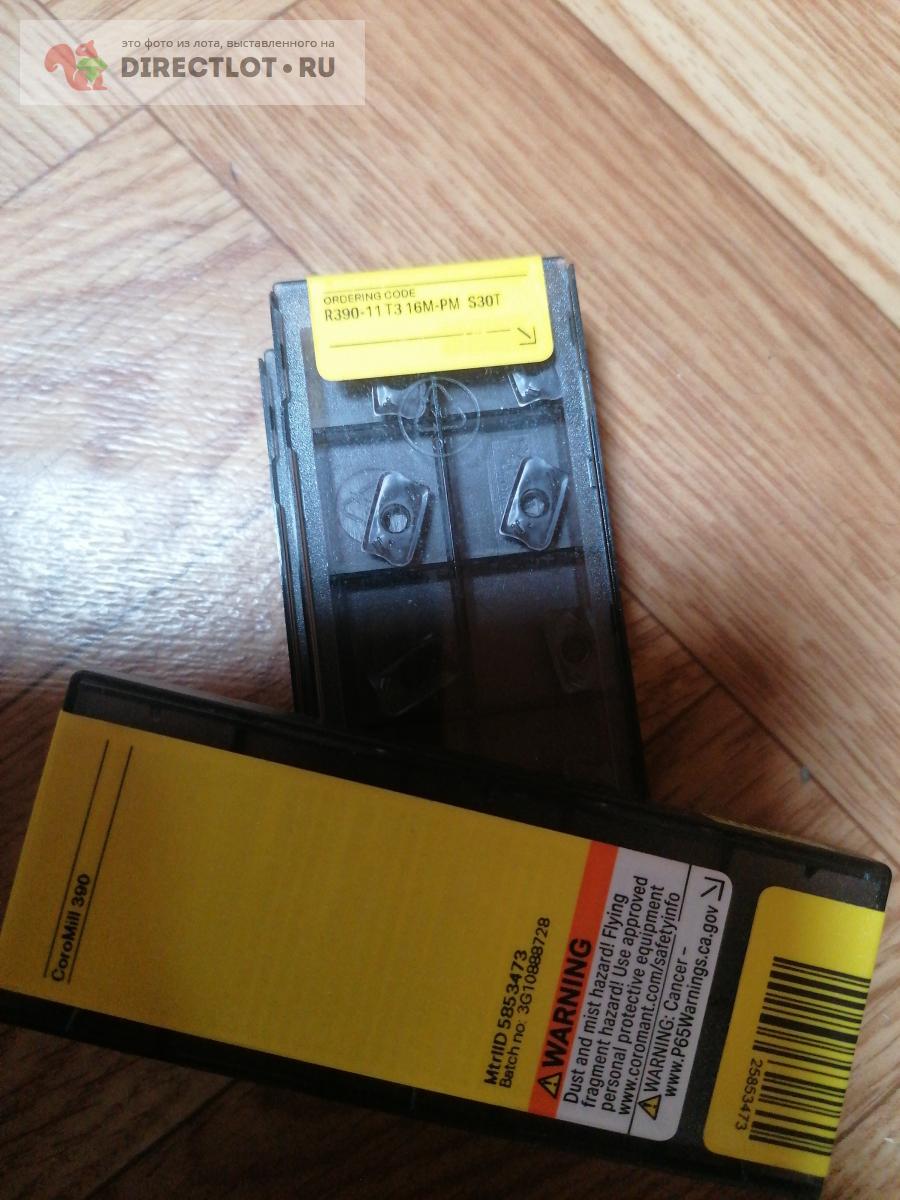 это фото из лота, выставленного на
DIRECTLOT•RU
ORDERING CODE
R390-11 T3 16M-PM S30T
CoroMill 390
MtrlID 5853473
Batch no: 3G10888728
WARNING
Dust and mist hazard! Flying
fragment hazard! Use approved
personal protective equipment
www.coromant.com/safetyinfo
WARNING: Cancer -
www.P65Warnings.ca.gov
25853473